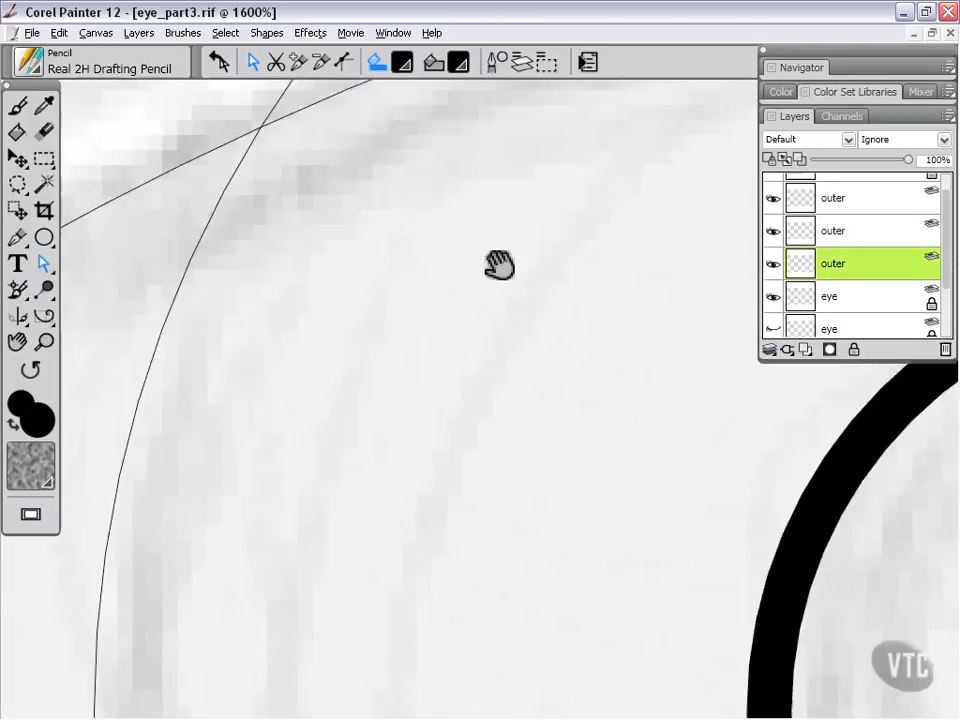 Corel Painter 12 - [eye_part3.rif @ 1600%]
File Edit Canvas Layers Brushes Select Shapes Effects Movie Window Help
Pencil
Real 2H Drafting Pencil
Navigator
Color Color Set Libraries Mixer
Layers Channels
Default Ignore
100%
outer
outer
outer
eye
eye
T
VTC